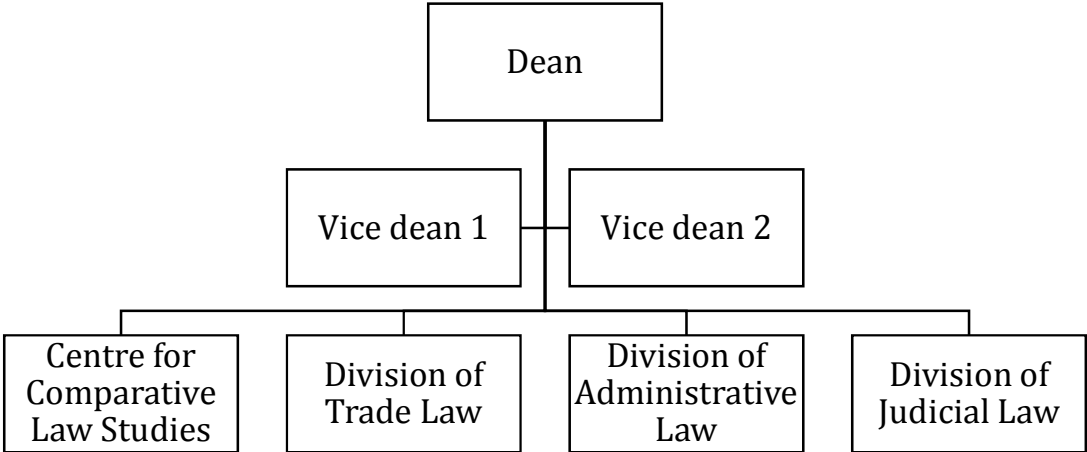 Dean
Vice dean 1
Vice dean 2
Centre for
Comparative
Law Studies
Division of
Trade Law
Division of
Administrative
Law
Division of
Judicial Law